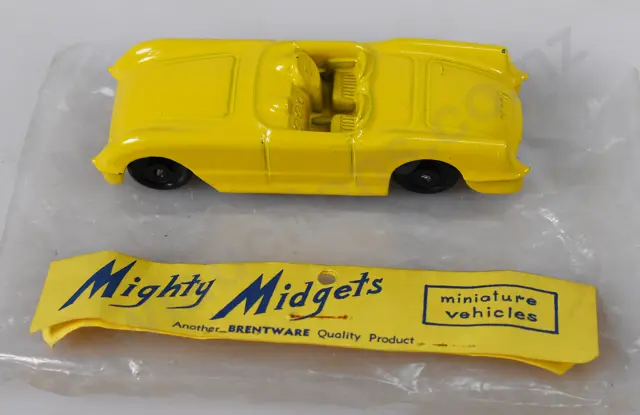 Mighty Midgets
Another BRENTWARE Quality Product
miniature
vehicles